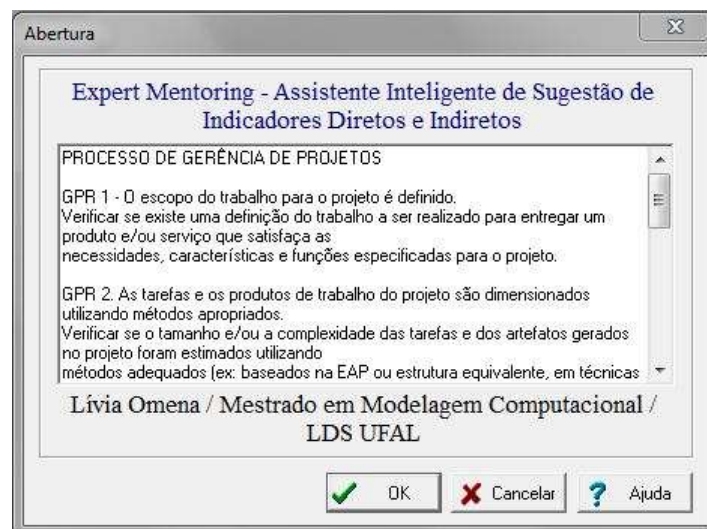 Abertura
Expert Mentoring - Assistente Inteligente de Sugestão de
Indicadores Diretos e Indiretos
PROCESSO DE GERÊNCIA DE PROJETOS
GPR 1 - O escopo do trabalho para o projeto é definido.
Verificar se existe uma definição do trabalho a ser realizado para entregar um
produto e/ou serviço que satisfaça as
necessidades, características e funções especificadas para o projeto.
GPR 2. As tarefas e os produtos de trabalho do projeto são dimensionados
utilizando métodos apropriados.
Verificar se o tamanho e/ou a complexidade das tarefas e dos artefatos gerados
no projeto foram estimados utilizando
métodos adequados (ex: baseados na EAP ou estrutura equivalente, em técnicas
Lívia Omena / Mestrado em Modelagem Computacional /
LDS UFAL
OK Cancelar Ajuda